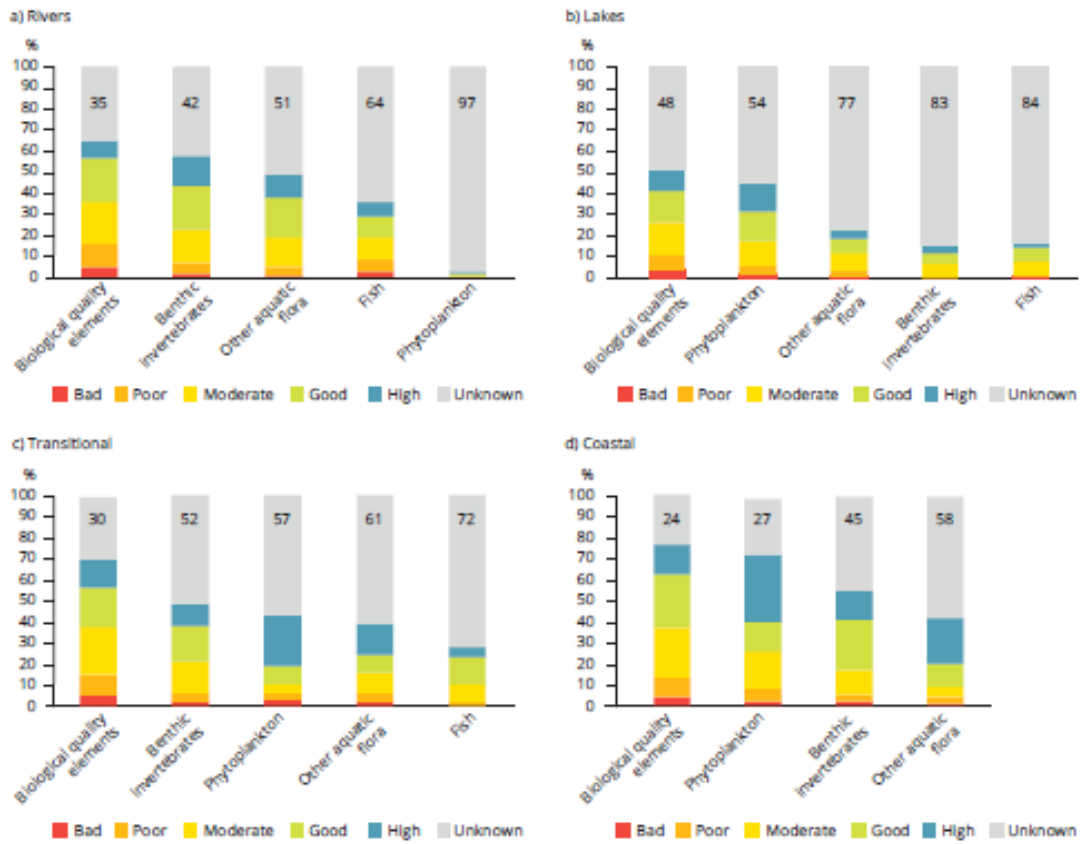 a) Rivers
%
100
90
80
70
60
50
40
30
20
10
0
35
42
51
64
97
Biological quality
elements
Benthic
invertebrates
Other aquatic
flora
Fish
Phytoplankton
Bad Poor Moderate Good High Unknown
b) Lakes
%
100
90
80
70
60
50
40
30
20
10
0
48
54
77
83
84
Biological quality
elements
Phytoplankton
Other aquatic
flora
Benthic
invertebrates
Fish
Bad Poor Moderate Good High Unknown
c) Transitional
%
100
90
80
70
60
50
40
30
20
10
0
30
52
57
61
72
Biological quality
elements
Benthic
invertebrates
Phytoplankton
Other aquatic
flora
Fish
Bad Poor Moderate Good High Unknown
d) Coastal
%
100
90
80
70
60
50
40
30
20
10
0
24
27
45
58
Biological quality
elements
Phytoplankton
Benthic
invertebrates
Other aquatic
flora
Bad Poor Moderate Good High Unknown